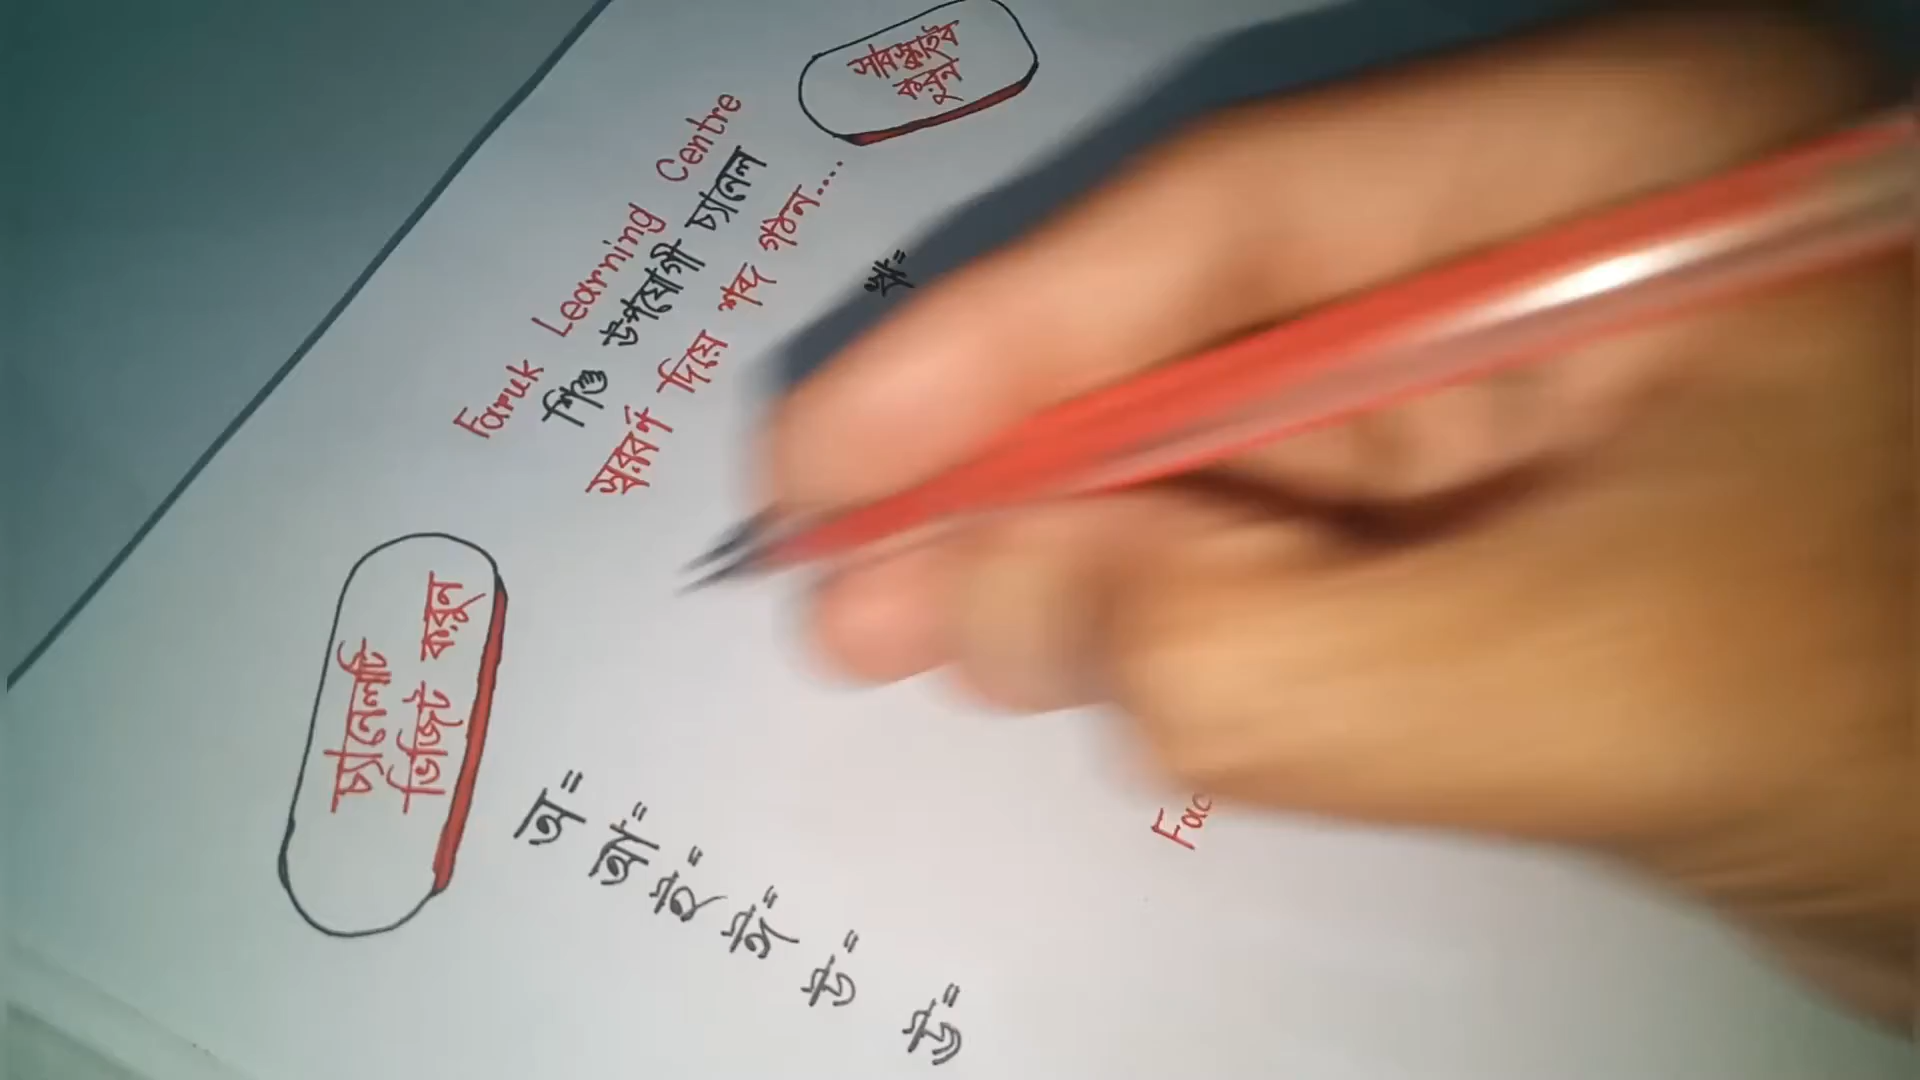 Faruk Learning Centre
শিশু উপযোগী চ্যানেল
স্বরবর্ণ দিয়ে শব্দ গঠন....
সাবস্ক্রাইব
করুন
চ্যানেলটি
ভিজিট করুন
অ=
আ=
ই=
ঈ=
উ=
ঊ=
ঋ=